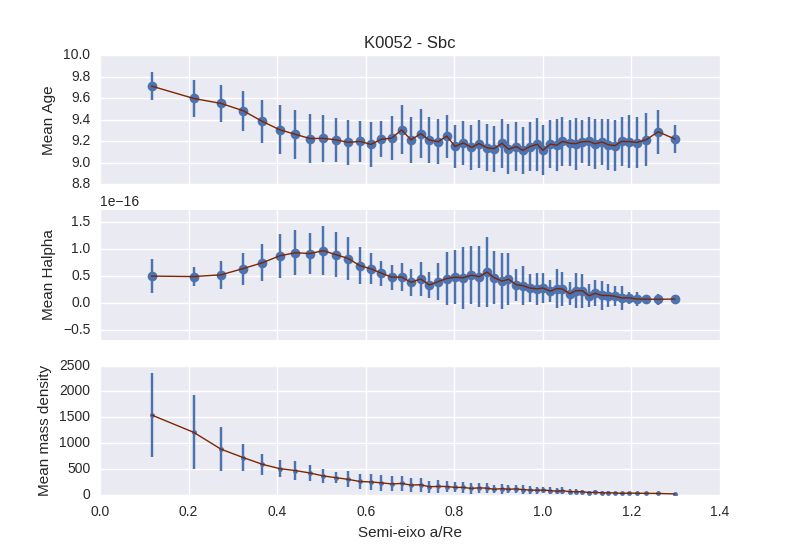 K0052 - Sbc
10.0
9.8
9.6
9.4
9.2
9.0
8.8
Mean Age
1e−16
1.5
1.0
0.5
0.0
−0.5
Mean Halpha
2500
2000
1500
1000
500
0
Mean mass density
0.0 0.2 0.4 0.6 0.8 1.0 1.2 1.4
Semi-eixo a/Re